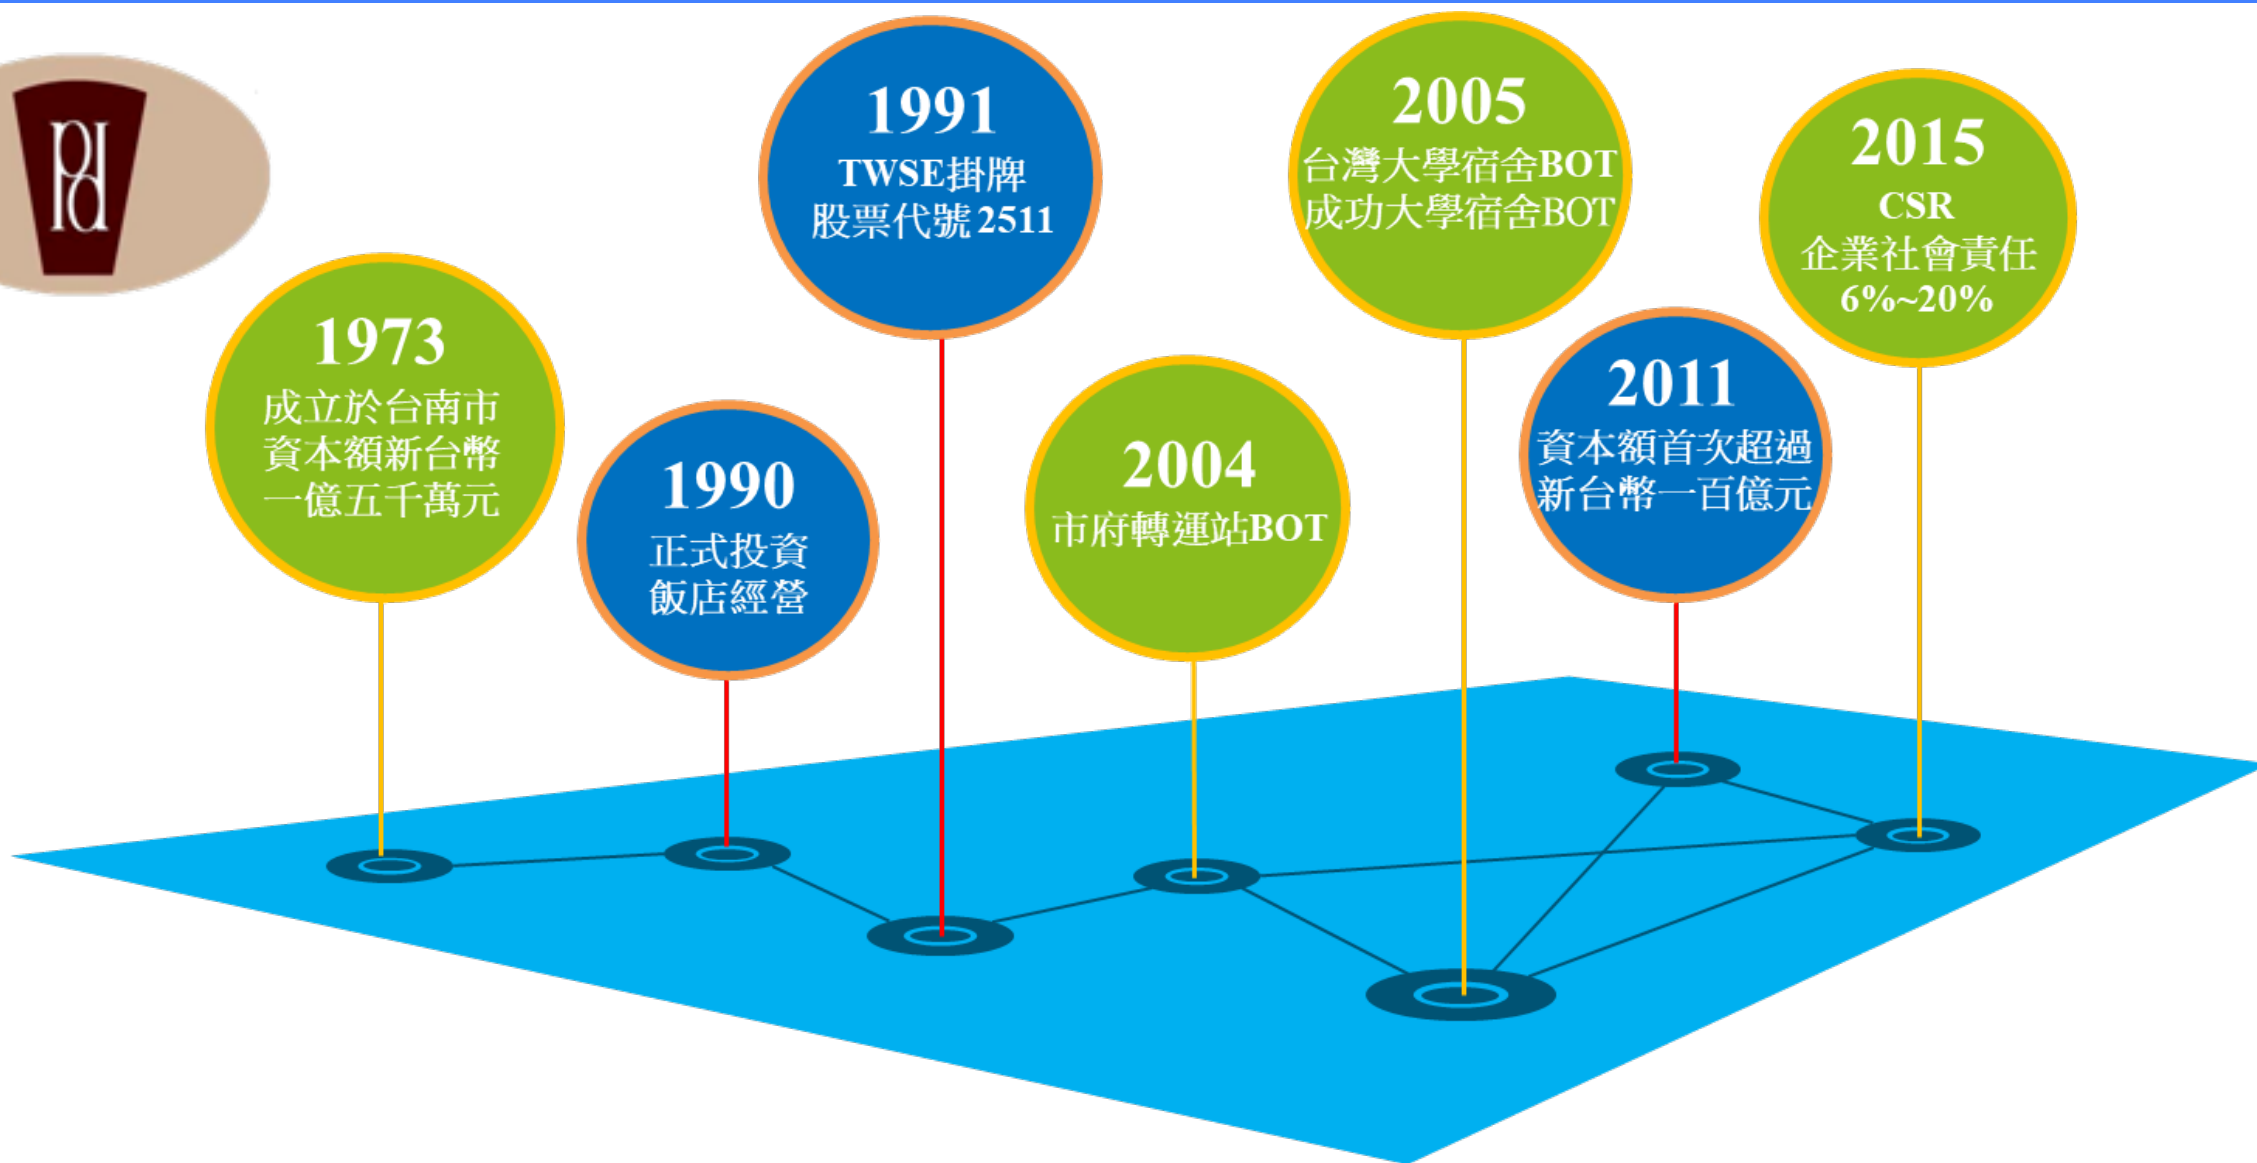 1973
成立於台南市
資本額新台幣
一億五千萬元
1990
正式投資
飯店經營
1991
TWSE掛牌
股票代號2511
2004
市府轉運站BOT
2005
台灣大學宿舍BOT
成功大學宿舍BOT
2011
資本額首次超過
新台幣一百億元
2015
CSR
企業社會責任
6%~20%